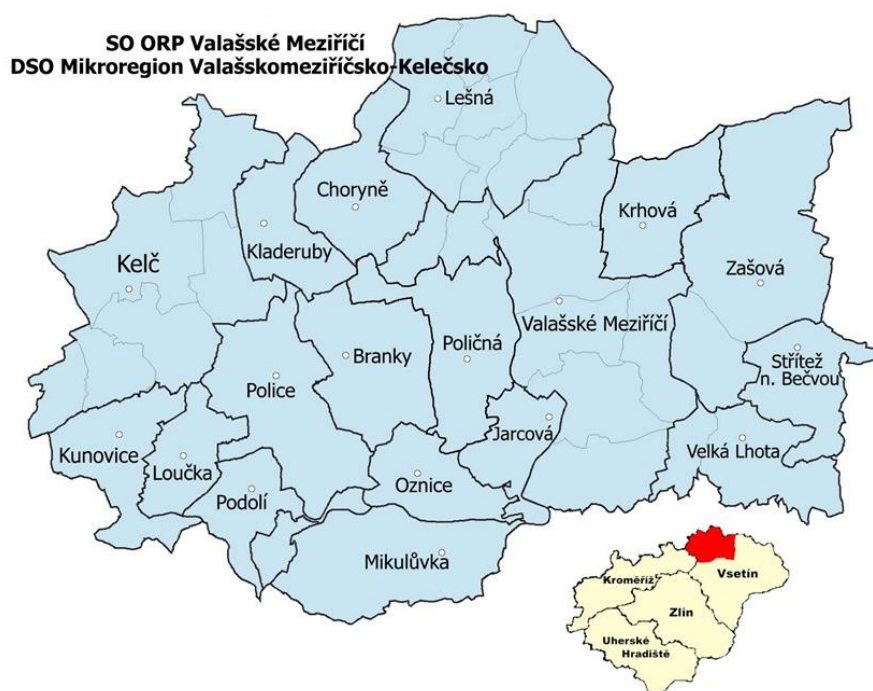 SO ORP Valašské Meziříčí
DSO Mikroregion Valašskomeziříčsko-Kelečsko
Lešná
Choryně
Krhová
Kladeruby
Kelč
Zašová
Valašské Meziříčí
Branky
Poličná
Střítež
n. Bečvou
Police
Jarcová
Kunovice
Loučka
Velká Lhota
Podolí
Oznice
Mikulůvka
Kroměříž
Vsetín
Zlín
Uherské
Hradiště